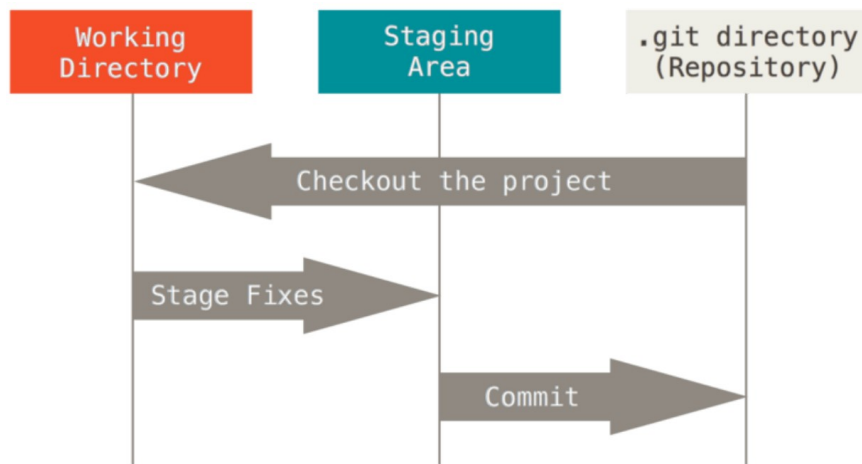 Working
Directory
Staging
Area
.git directory
(Repository)
Checkout the project
Stage Fixes
Commit